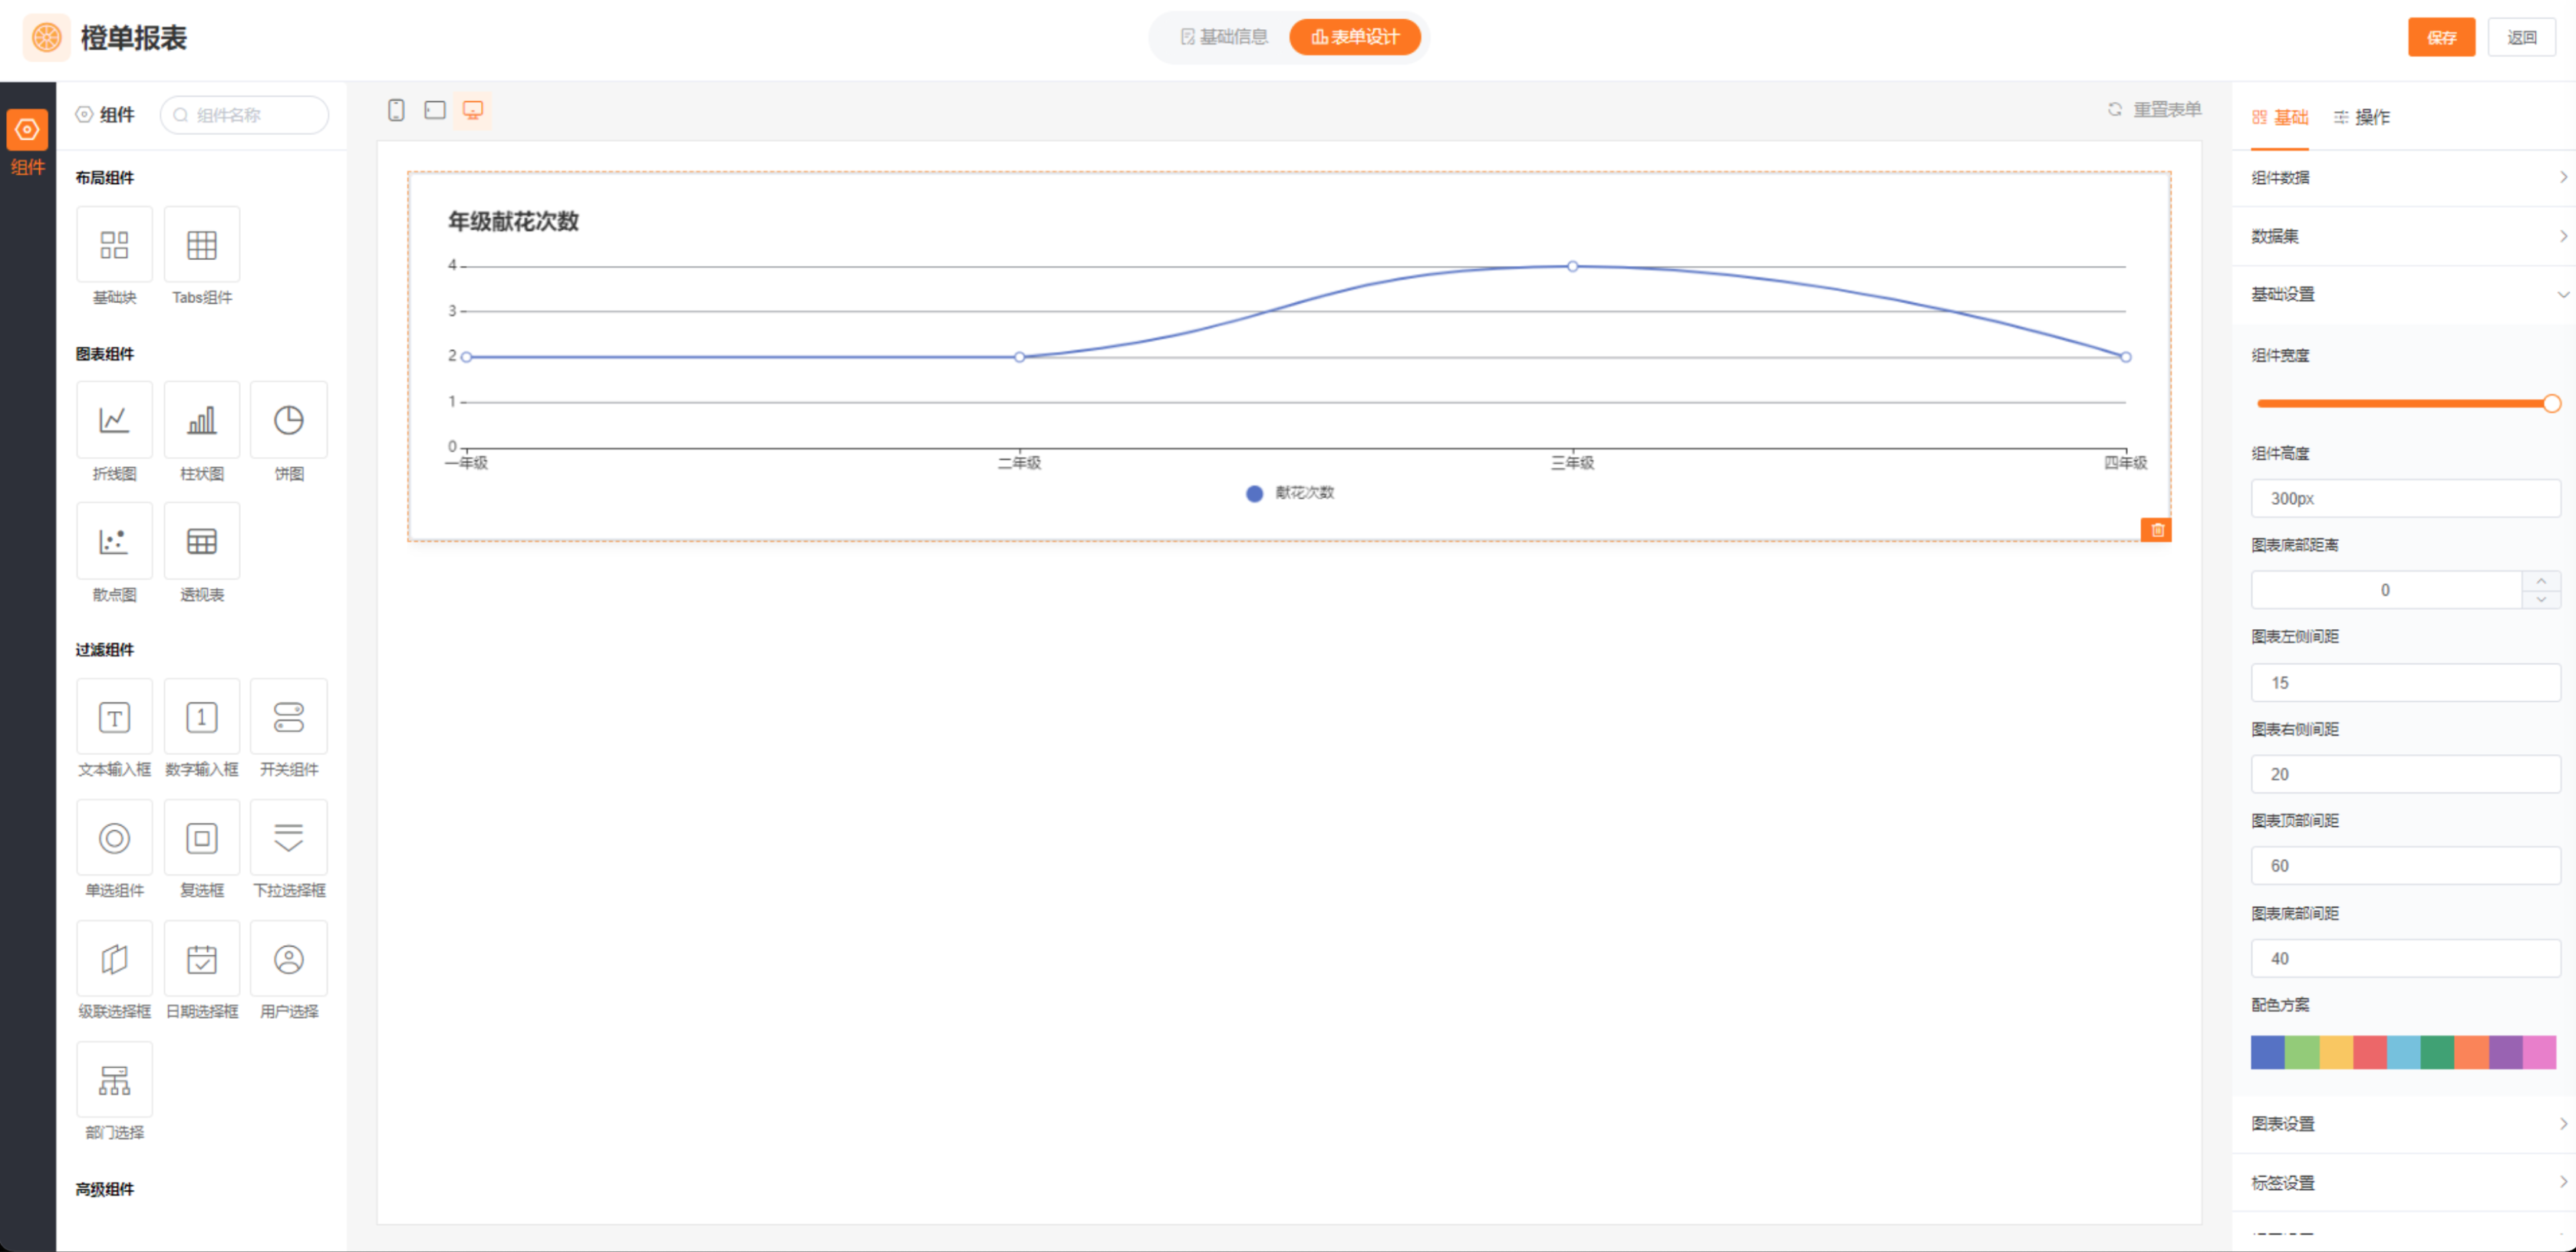 橙单报表
基础信息
表单设计
保存
返回
组件
组件
组件名称
布局组件
基础块
Tabs组件
图表组件
折线图
柱状图
饼图
散点图
透视表
过滤组件
T
1
文本输入框
数字输入框
开关组件
单选组件
复选框
下拉选择框
级联选择框
日期选择框
用户选择
部门选择
高级组件
重置表单
年级献花次数
4
3
2
1
0
一年级
二年级
三年级
四年级
献花次数
基础
操作
组件数据
数据集
基础设置
组件宽度
组件高度
300px
图表底部距离
0
图表左侧间距
15
图表右侧间距
20
图表顶部间距
60
图表底部间距
40
配色方案
图表设置
标签设置